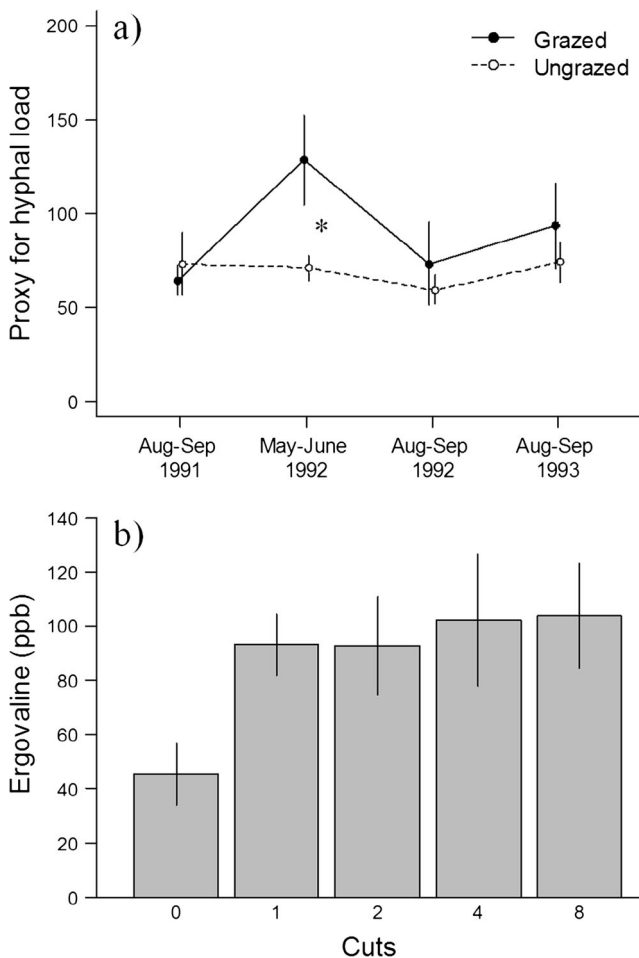 a)
200
150
100
50
0
Proxy for hyphal load
Grazed
Ungrazed
*
Aug-Sep May-June Aug-Sep Aug-Sep
1991 1992 1992 1993
b)
140
120
100
80
60
40
20
0
Ergovaline (ppb)
0 1 2 4 8
Cuts